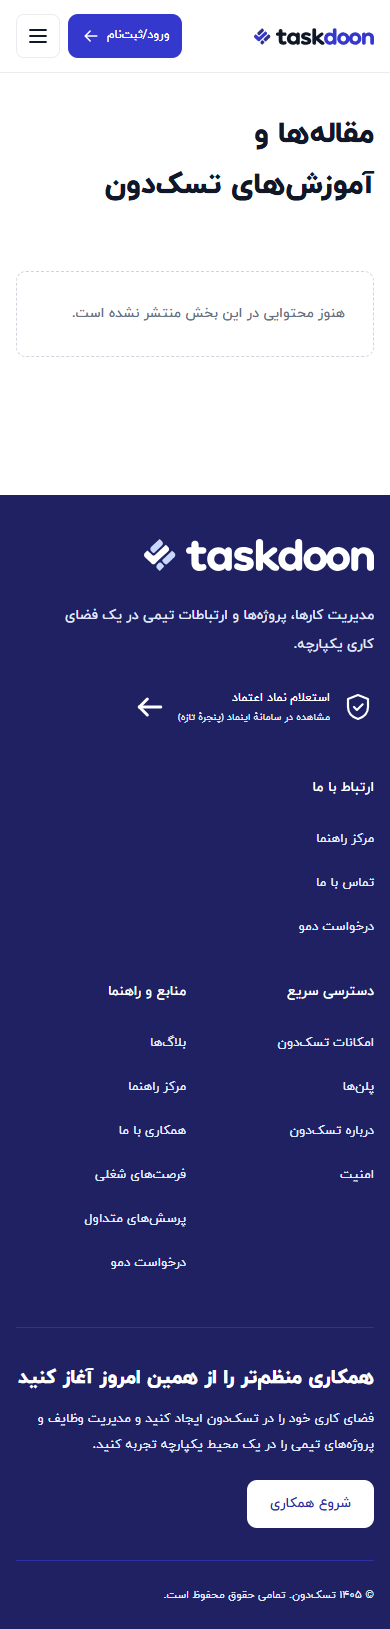 taskdoon
ورود/ثبت‌نام
مقاله‌ها و
آموزش‌های تسک‌دون
هنوز محتوایی در این بخش منتشر نشده است.
taskdoon
مدیریت کارها، پروژه‌ها و ارتباطات تیمی در یک فضای
کاری یکپارچه.
استعلام نماد اعتماد
مشاهده در سامانهٔ اینماد (پنجرهٔ تازه)
ارتباط با ما
مرکز راهنما
تماس با ما
درخواست دمو
دسترسی سریع
امکانات تسک‌دون
پلن‌ها
درباره تسک‌دون
امنیت
منابع و راهنما
بلاگ‌ها
مرکز راهنما
همکاری با ما
فرصت‌های شغلی
پرسش‌های متداول
درخواست دمو
همکاری منظم‌تر را از همین امروز آغاز کنید
فضای کاری خود را در تسک‌دون ایجاد کنید و مدیریت وظایف و
پروژه‌های تیمی را در یک محیط یکپارچه تجربه کنید.
شروع همکاری
© ۱۴۰۵ تسک‌دون. تمامی حقوق محفوظ است.